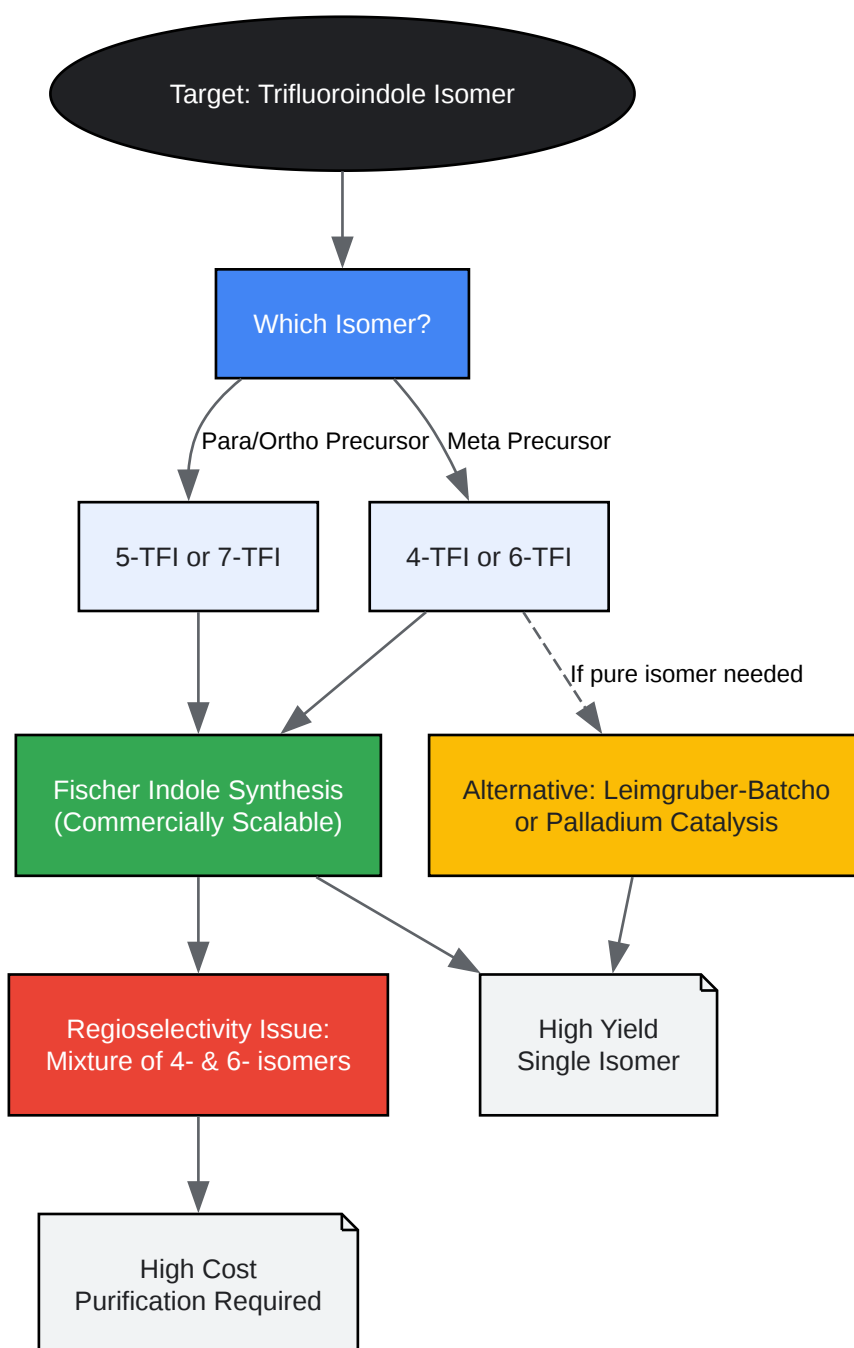 Target: Trifluoroindole Isomer
Which Isomer?
Para/Ortho Precursor
Meta Precursor
5-TFI or 7-TFI
4-TFI or 6-TFI
If pure isomer needed
Fischer Indole Synthesis
(Commercially Scalable)
Alternative: Leimgruber-Batcho
or Palladium Catalysis
Regioselectivity Issue:
Mixture of 4- & 6- isomers
High Yield
Single Isomer
High Cost
Purification Required